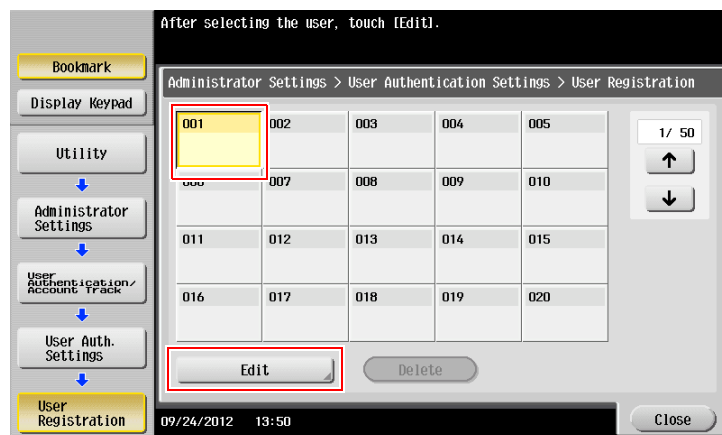 After selecting the user, touch [Edit].
Bookmark
Display Keypad
Utility
Administrator
Settings
User
Authentication/
Account Track
User Auth.
Settings
User
Registration
Administrator Settings > User Authentication Settings > User Registration
001 002 003 004 005
006 007 008 009 010
011 012 013 014 015
016 017 018 019 020
1/ 50
Edit
Delete
09/24/2012 13:50
Close